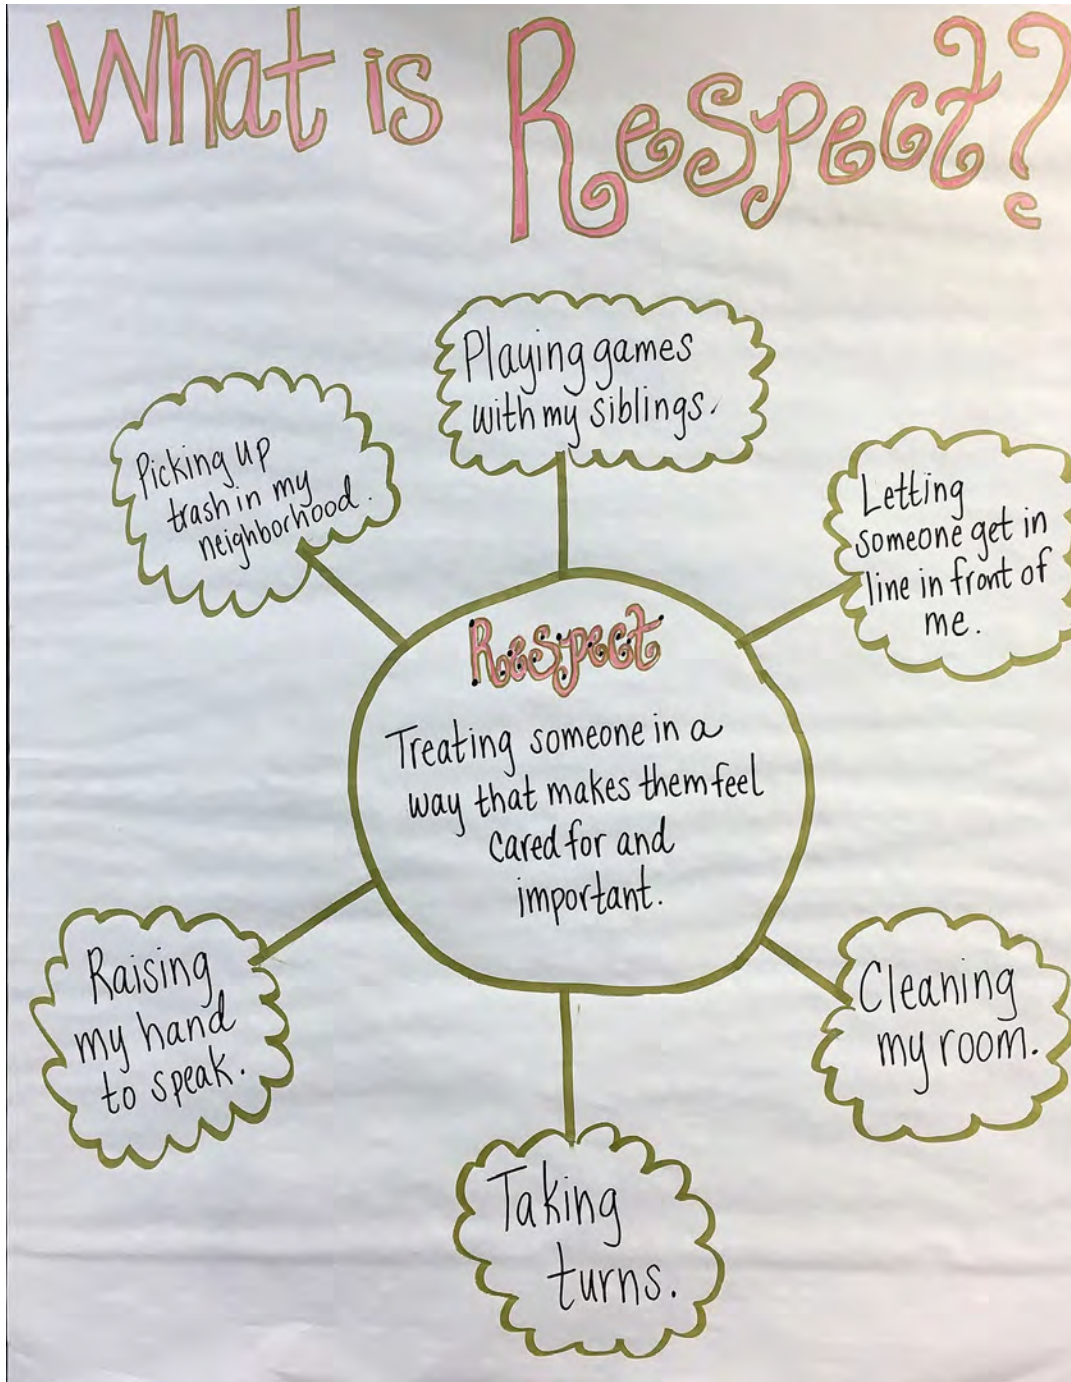 What is Respect?
Playing games
with my siblings.
Picking up
trash in my
neighborhood.
Letting
someone get in
line in front of
me.
Respect
Treating someone in a
way that makes them feel
cared for and
important.
Raising
my hand
to speak.
Cleaning
my room.
Taking
turns.